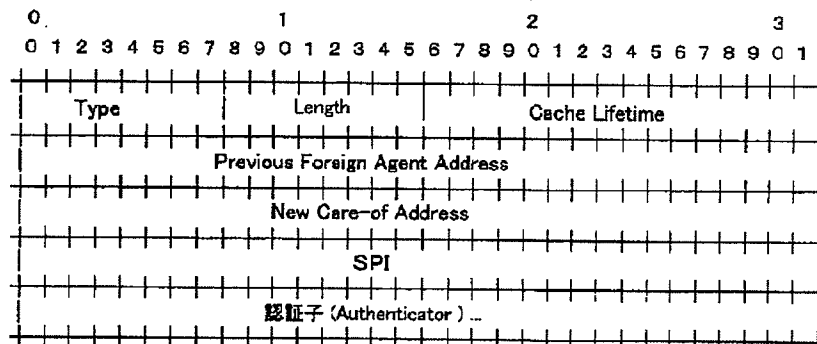 0 1 2 3
0 1 2 3 4 5 6 7 8 9 0 1 2 3 4 5 6 7 8 9 0 1 2 3 4 5 6 7 8 9 0 1
Type Length Cache Lifetime
Previous Foreign Agent Address
New Care-of Address
SPI
認証子 (Authenticator ) ...